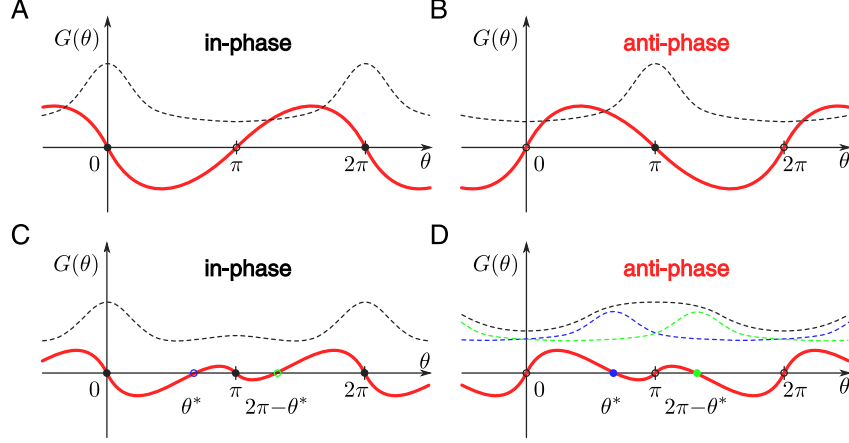 A
B
G(θ)
in-phase
G(θ)
anti-phase
0
π
2π
θ
0
π
2π
θ
C
D
G(θ)
in-phase
G(θ)
anti-phase
0
π
2π
θ
0
π
2π
θ
θ*
2π−θ*
θ*
2π−θ*